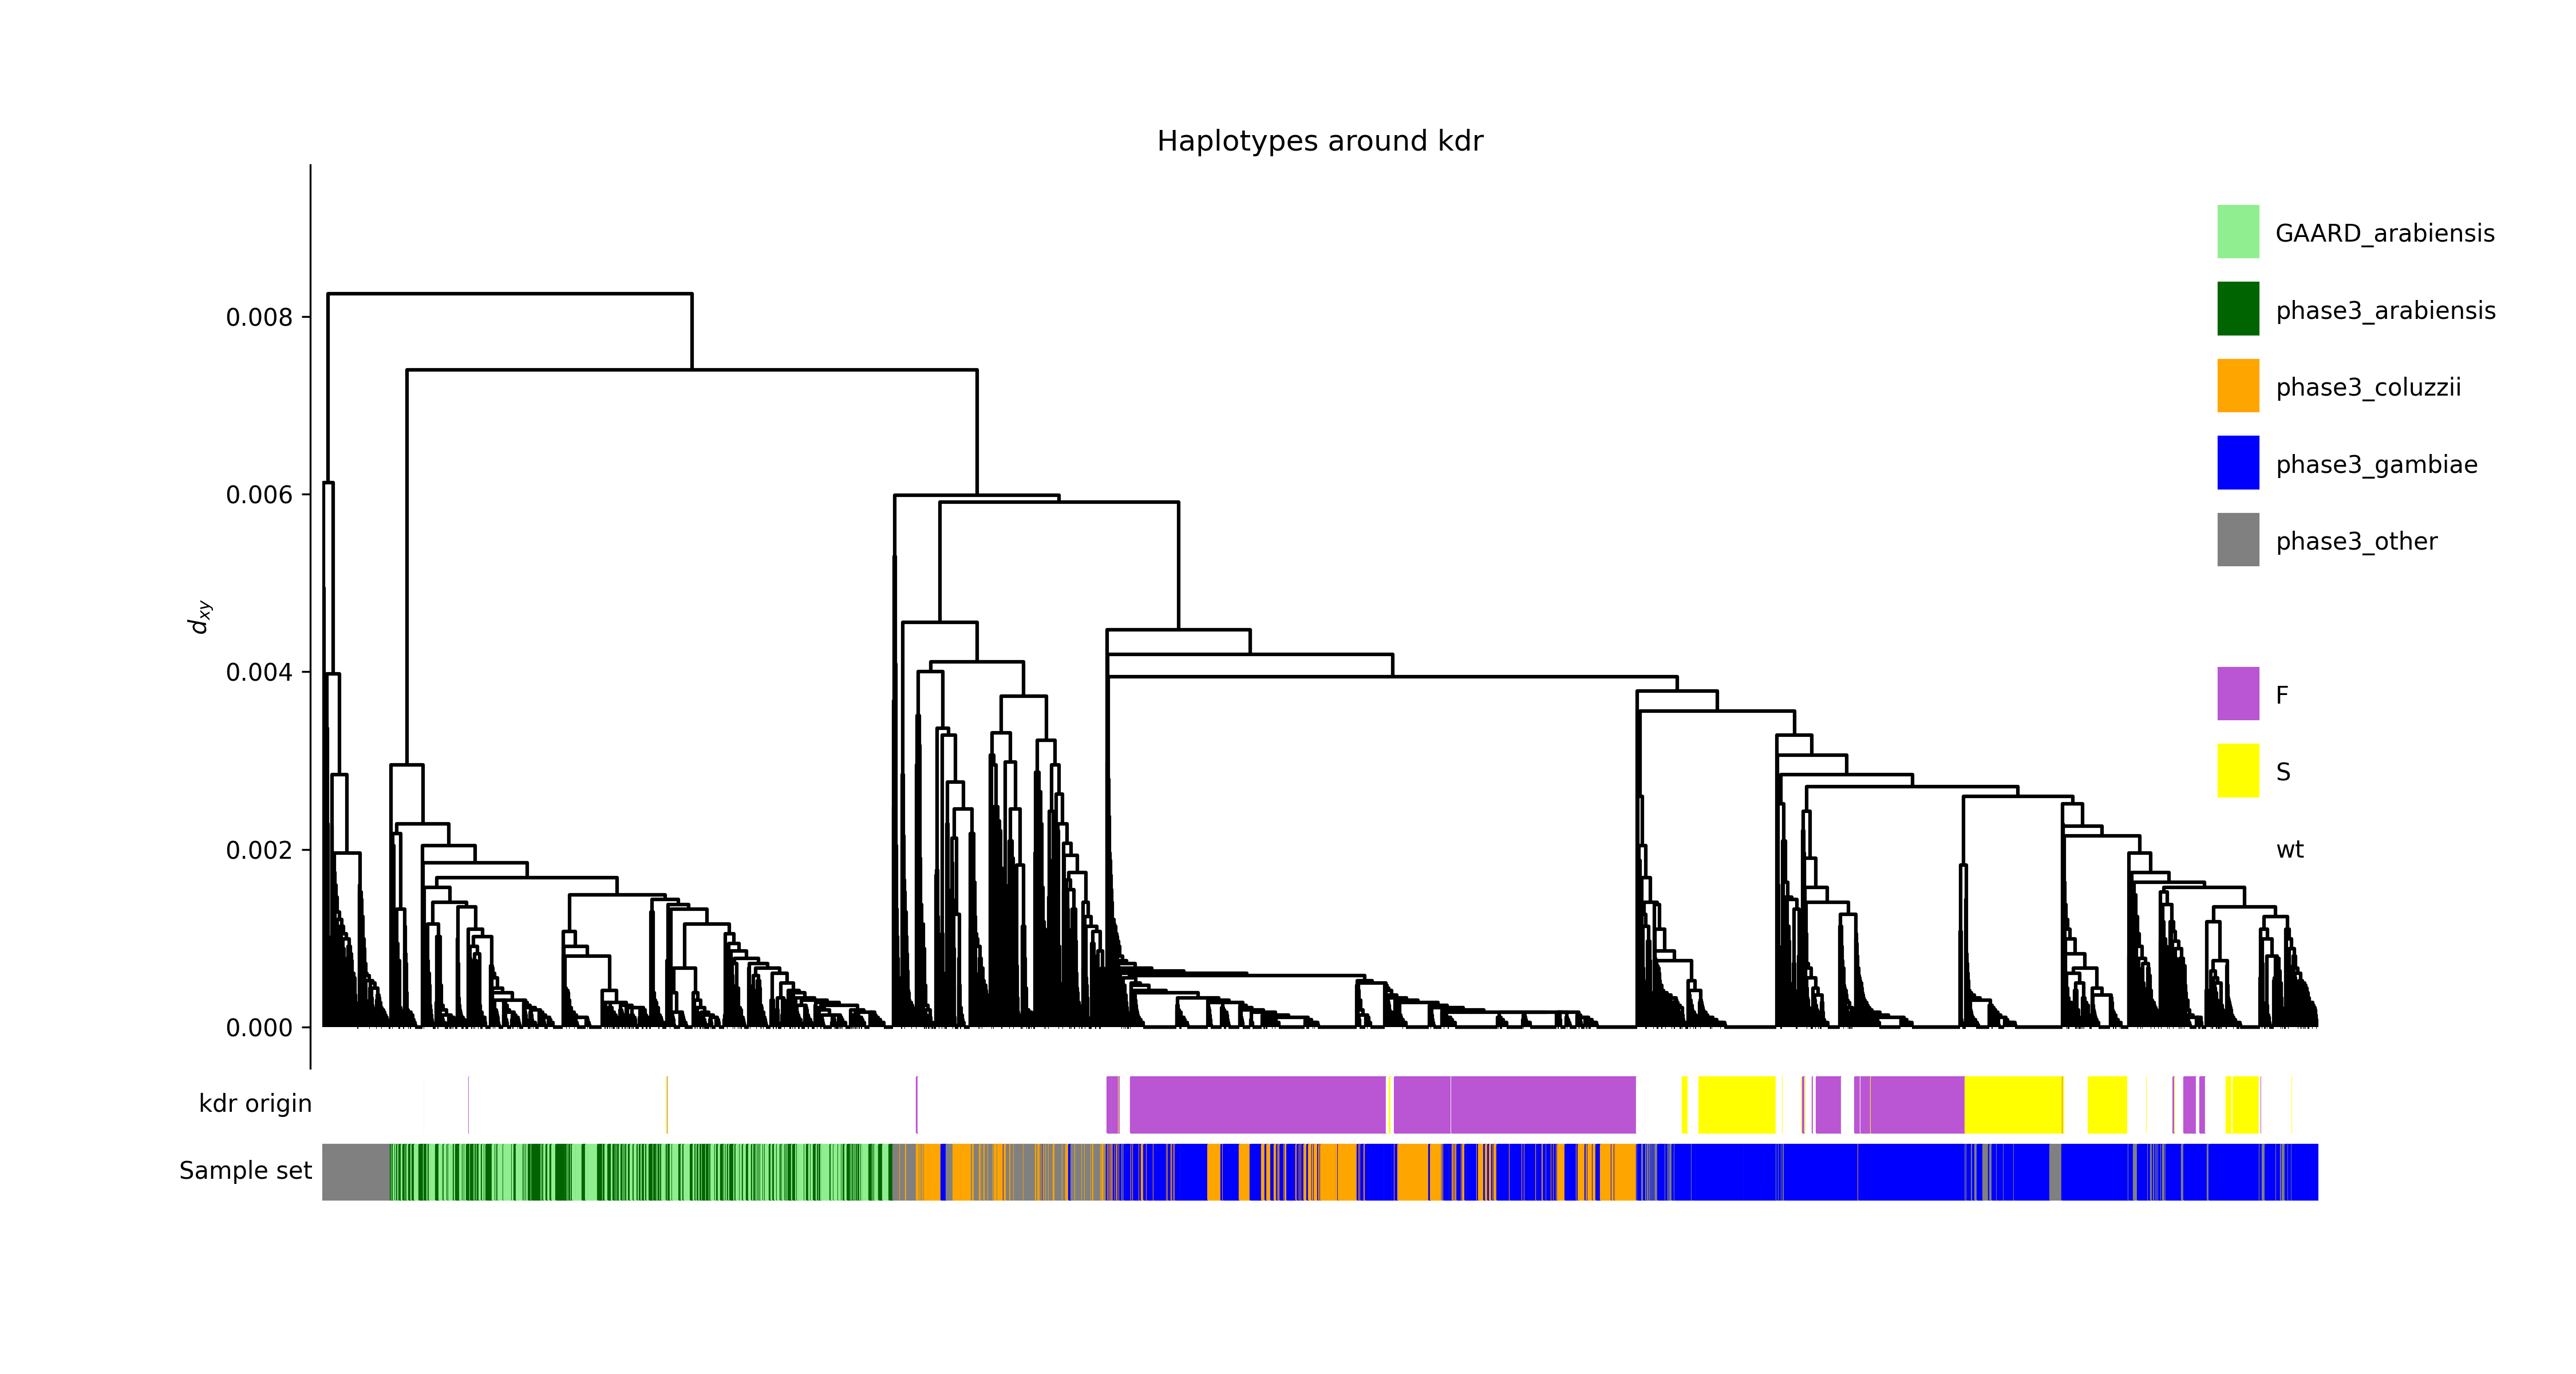 Haplotypes around kdr
GAARD_arabiensis
phase3_arabiensis
phase3_coluzzii
phase3_gambiae
phase3_other
F
S
wt
0.008
0.006
0.004
0.002
0.000
dxy
kdr origin
Sample set